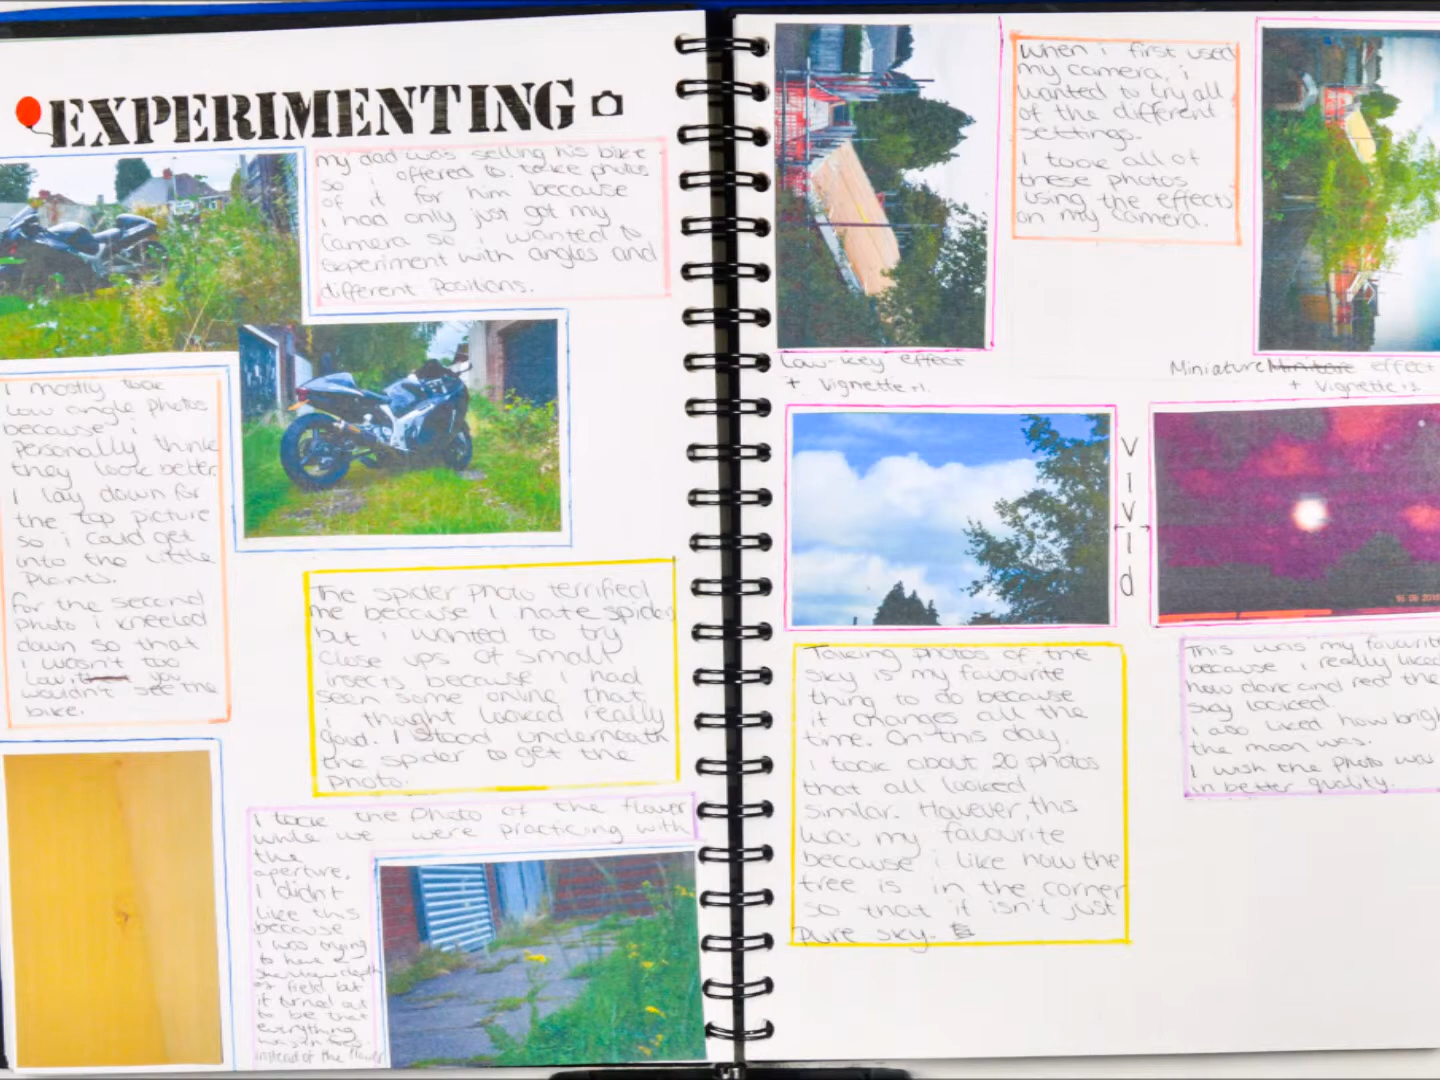 EXPERIMENTING
my dad was selling his bike
so i offered to take photos
of it for him because
i had only just got my
camera so i wanted to
experiment with angles and
different positions.
I mostly took
low angle photos
because i
personally think
they look better.
I lay down for
the top picture
so i could get
into the little
plants.
for the second
photo i kneeled
down so that
i wasn't too
low you
wouldn't see the
bike.
The spider photo terrified
me because I hate spiders
but i wanted to try
close ups of small
insects because i had
seen some online that
i thought looked really
good. I stood underneath
the spider to get the
photo.
I took the photo of the flower
while we were practicing with
the
aperture.
I didn't
like this
because
i was trying
to have a
shallow depth
of field but
it turned out
to be that
everything
was in
instead of the flower
When i first used
my camera, i
wanted to try all
of the different
settings.
I took all of
these photos
using the effects
on my camera.
Low-key effect
+ Vignette+1.
Miniature effect
+ Vignette+2
Vivid
Taking photos of the
sky is my favourite
thing to do because
it changes all the
time. On this day
i took about 20 photos
that all looked
similar. However, this
was my favourite
because i like how the
tree is in the corner
so that it isn't just
pure sky.
This was my favourite
because i really liked
how dark and red the
sky looked.
i also liked how bright
the moon was.
I wish the photo was
in better quality.